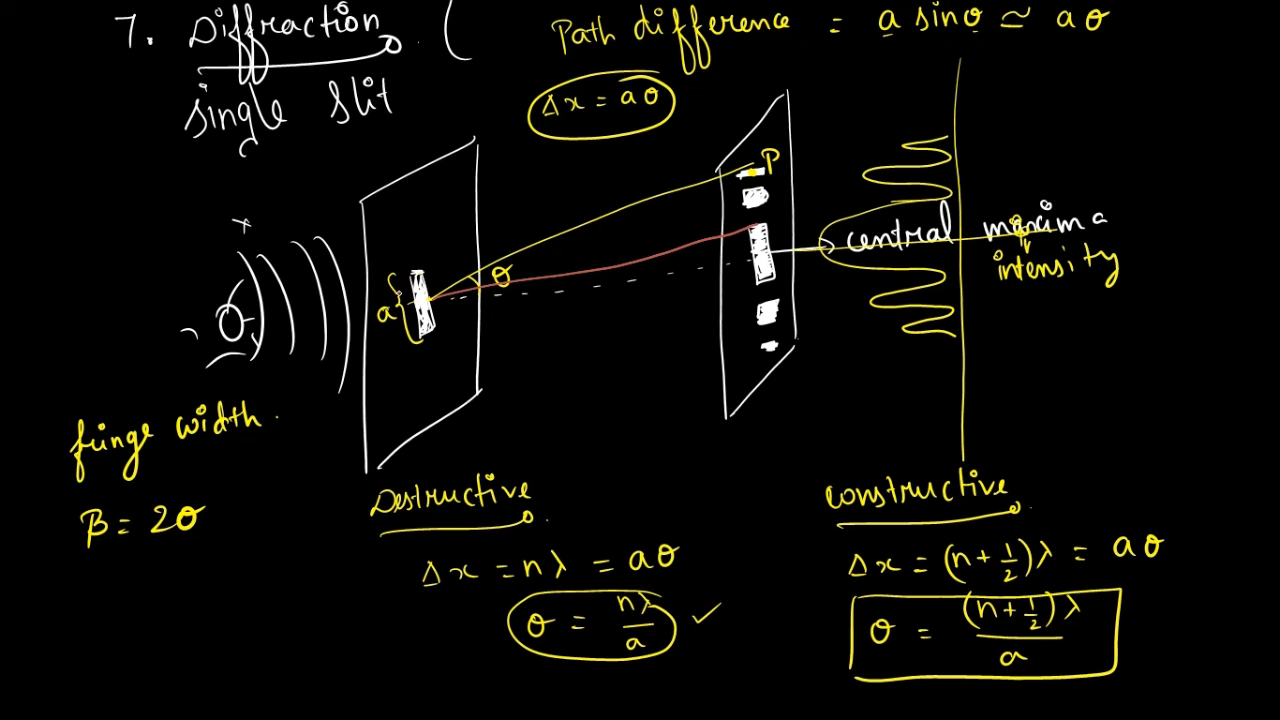 7. Diffraction (
single slit
Path difference = a sinθ ≃ aθ
Δx = aθ
P
θ
a
central maxima
intensity
fringe width.
β = 2θ
Destructive
Δx = nλ = aθ
θ = nλ/a ✓
constructive
Δx = (n + 1/2)λ = aθ
θ = (n + 1/2)λ/a